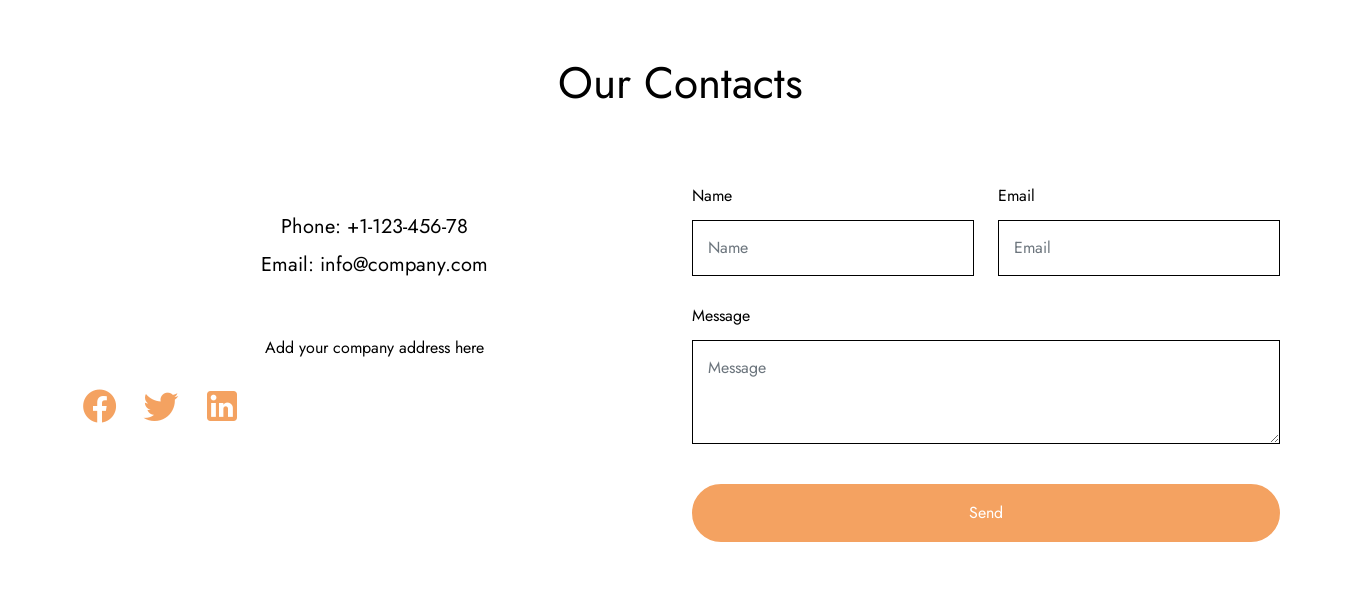 Our Contacts
Phone: +1-123-456-78
Email: info@company.com
Add your company address here
Name
Email
Name
Email
Message
Message
Send